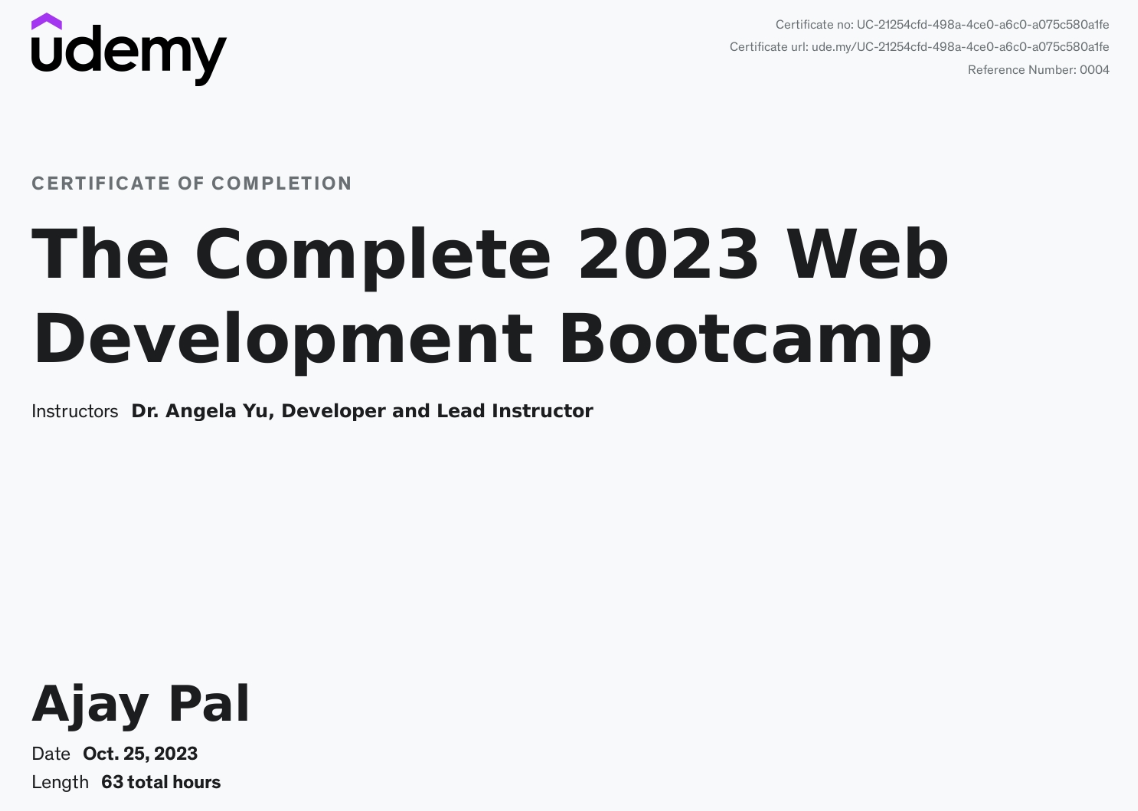 udemy
Certificate no: UC-21254cfd-498a-4ce0-a6c0-a075c580a1fe
Certificate url: ude.my/UC-21254cfd-498a-4ce0-a6c0-a075c580a1fe
Reference Number: 0004
CERTIFICATE OF COMPLETION
The Complete 2023 Web
Development Bootcamp
Instructors Dr. Angela Yu, Developer and Lead Instructor
Ajay Pal
Date Oct. 25, 2023
Length 63 total hours